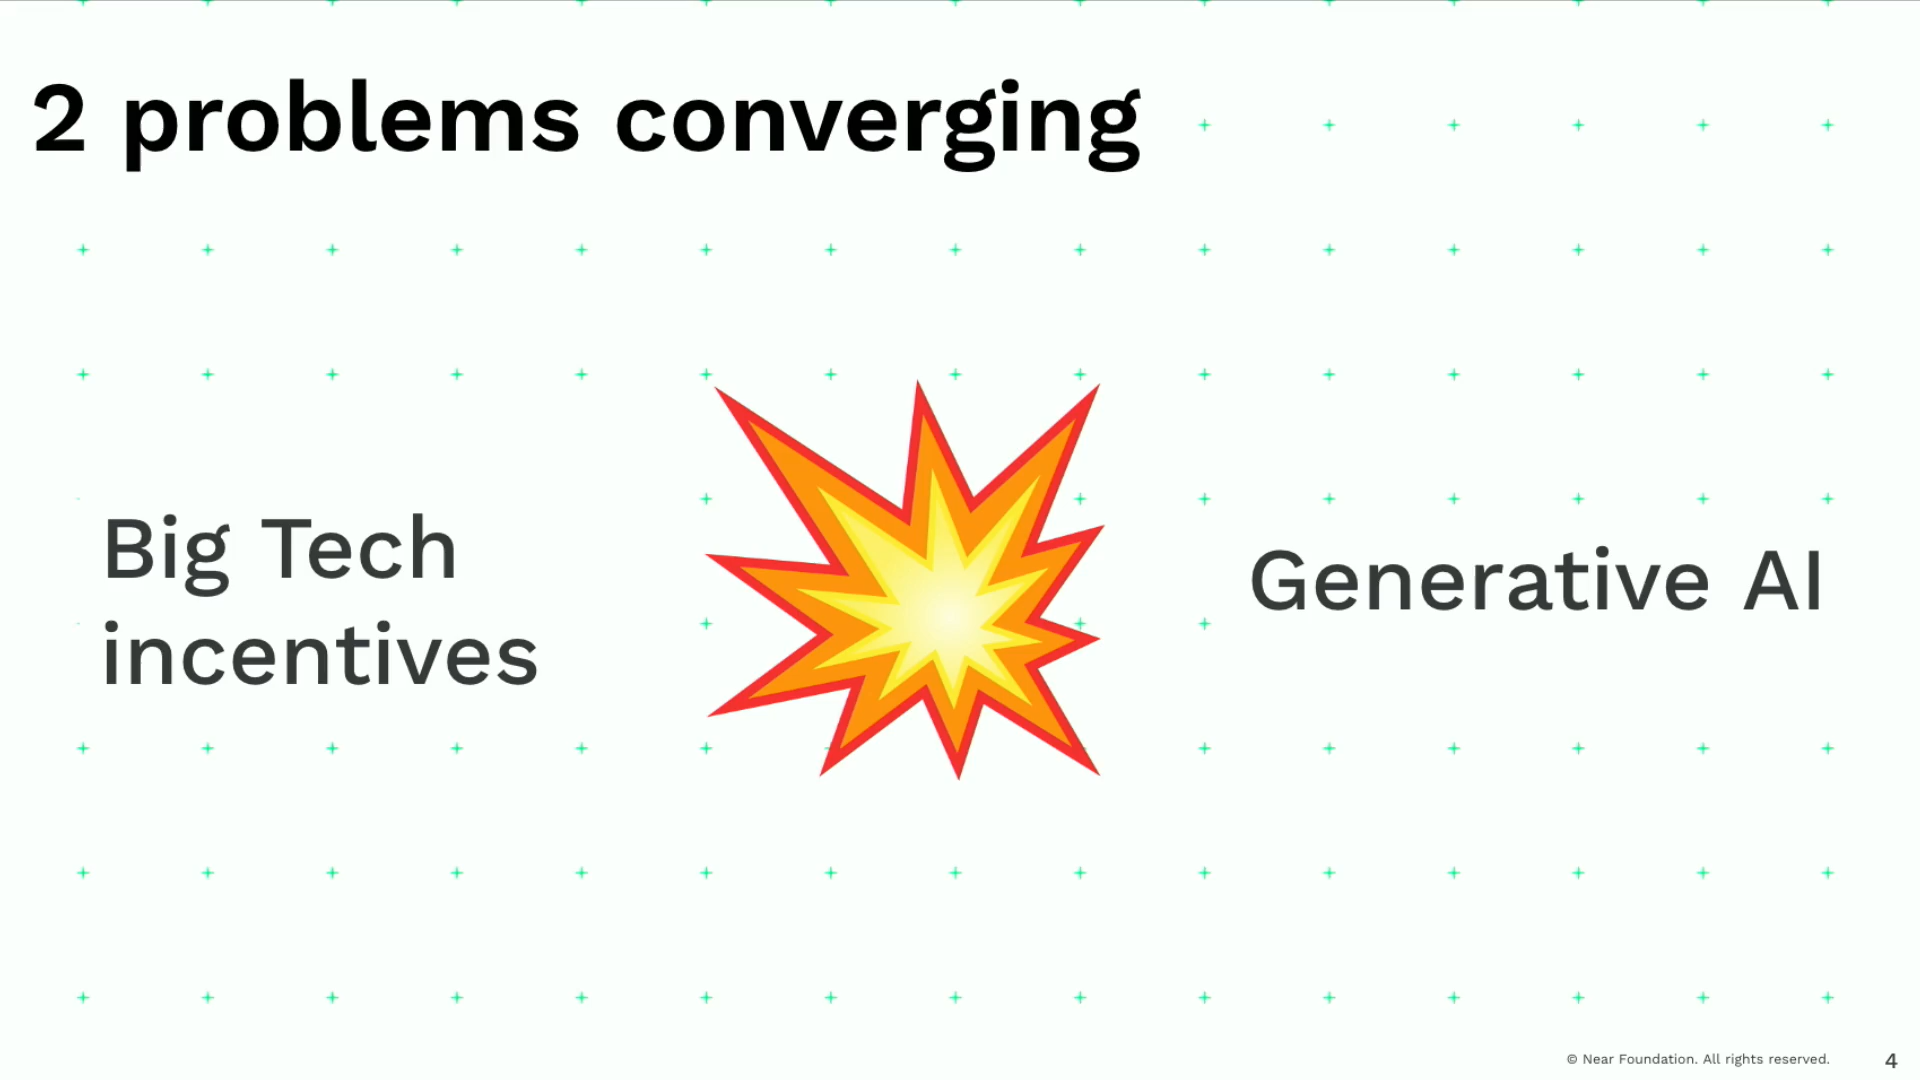 2 problems converging
Big Tech
incentives
Generative AI
© Near Foundation. All rights reserved.
4